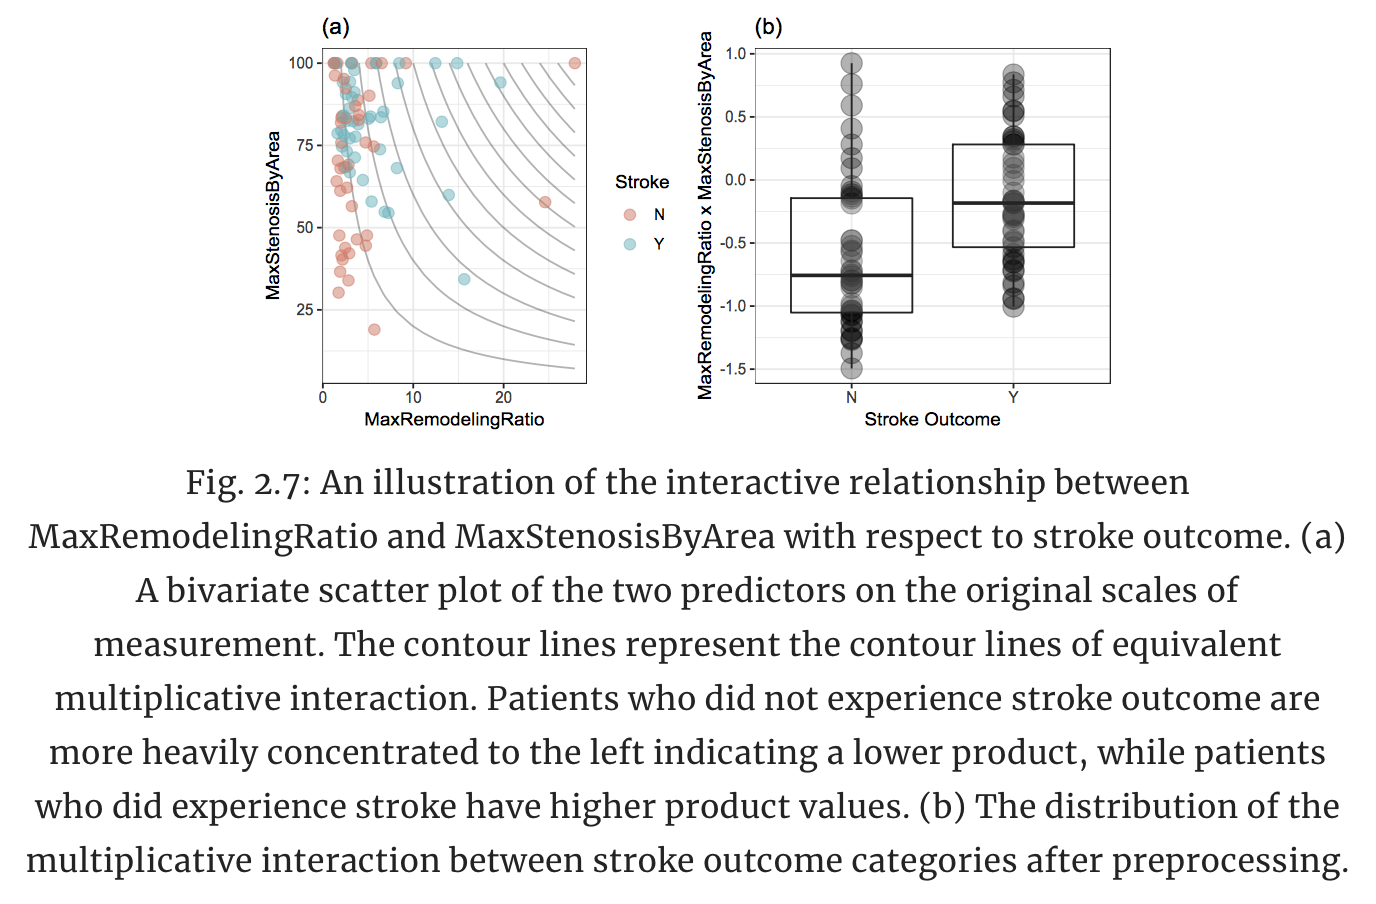 (a)
(b)
MaxStenosisByArea
100
75
50
25
0
10
20
MaxRemodelingRatio
Stroke
N
Y
MaxRemodelingRatio x MaxStenosisByArea
1.0
0.5
0.0
-0.5
-1.0
-1.5
N
Y
Stroke Outcome
Fig. 2.7: An illustration of the interactive relationship between
MaxRemodelingRatio and MaxStenosisByArea with respect to stroke outcome. (a)
A bivariate scatter plot of the two predictors on the original scales of
measurement. The contour lines represent the contour lines of equivalent
multiplicative interaction. Patients who did not experience stroke outcome are
more heavily concentrated to the left indicating a lower product, while patients
who did experience stroke have higher product values. (b) The distribution of the
multiplicative interaction between stroke outcome categories after preprocessing.